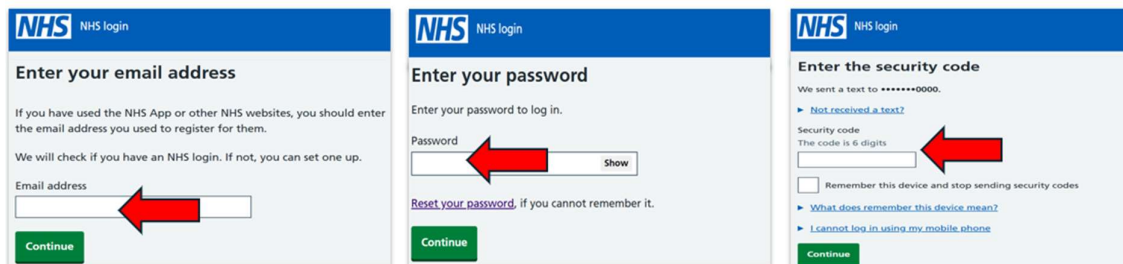 NHS NHS login
Enter your email address
If you have used the NHS App or other NHS websites, you should enter
the email address you used to register for them.
We will check if you have an NHS login. If not, you can set one up.
Email address
Continue
NHS NHS login
Enter your password
Enter your password to log in.
Password
Show
Reset your password, if you cannot remember it.
Continue
NHS NHS login
Enter the security code
We sent a text to •••••••0000.
Not received a text?
Security code
The code is 6 digits
Remember this device and stop sending security codes
What does remember this device mean?
I cannot log in using my mobile phone
Continue